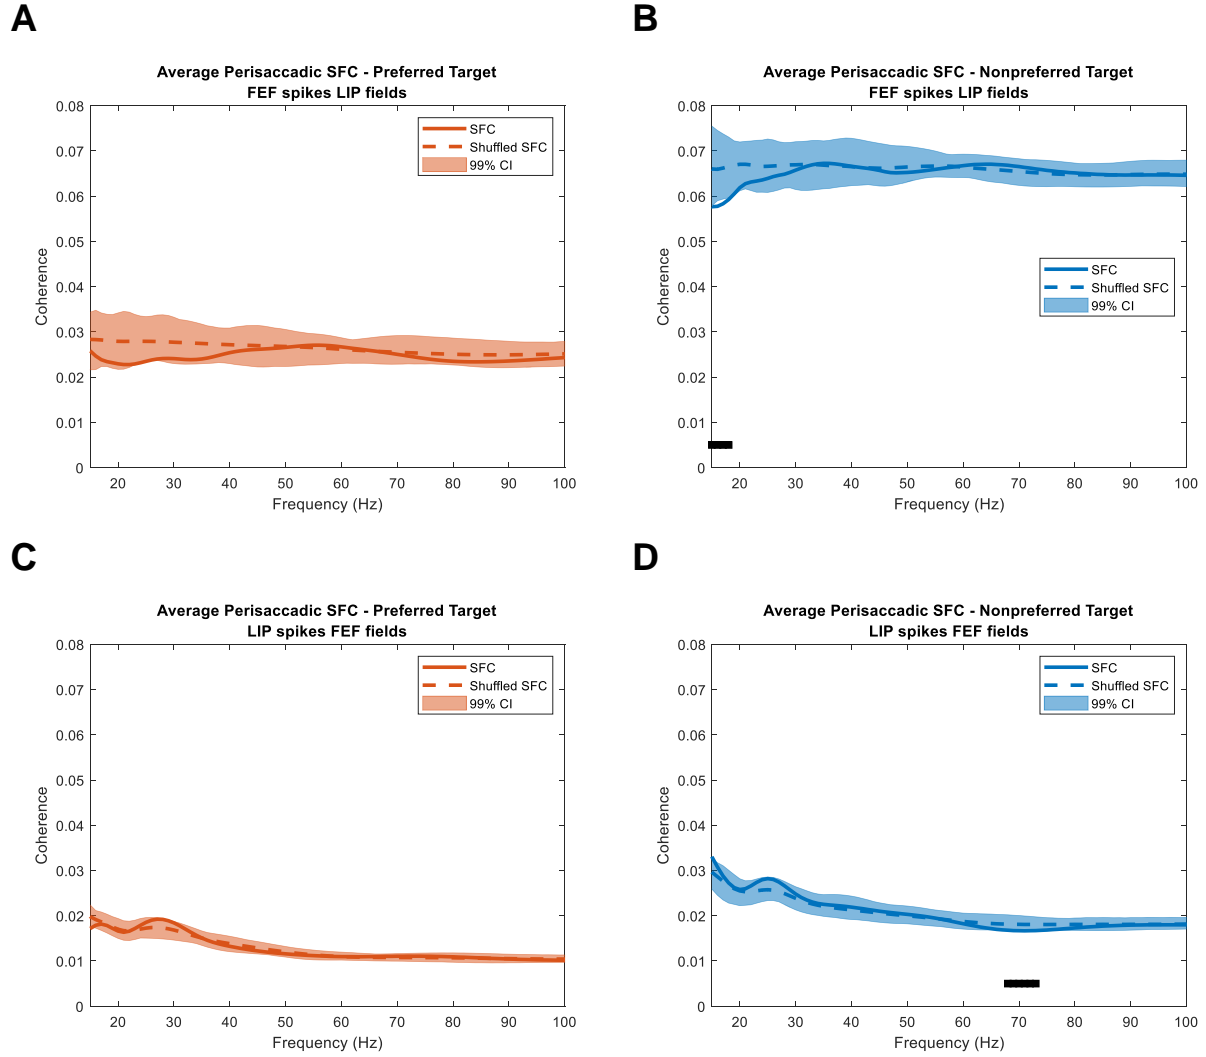 A
Average Perisaccadic SFC - Preferred Target
FEF spikes LIP fields
SFC
Shuffled SFC
99% CI
0.08
0.07
0.06
0.05
0.04
0.03
0.02
0.01
0
Coherence
20 30 40 50 60 70 80 90 100
Frequency (Hz)
B
Average Perisaccadic SFC - Nonpreferred Target
FEF spikes LIP fields
0.08
0.07
0.06
0.05
0.04
0.03
0.02
0.01
0
Coherence
SFC
Shuffled SFC
99% CI
20 30 40 50 60 70 80 90 100
Frequency (Hz)
C
Average Perisaccadic SFC - Preferred Target
LIP spikes FEF fields
SFC
Shuffled SFC
99% CI
0.08
0.07
0.06
0.05
0.04
0.03
0.02
0.01
0
Coherence
20 30 40 50 60 70 80 90 100
Frequency (Hz)
D
Average Perisaccadic SFC - Nonpreferred Target
LIP spikes FEF fields
SFC
Shuffled SFC
99% CI
0.08
0.07
0.06
0.05
0.04
0.03
0.02
0.01
0
Coherence
20 30 40 50 60 70 80 90 100
Frequency (Hz)